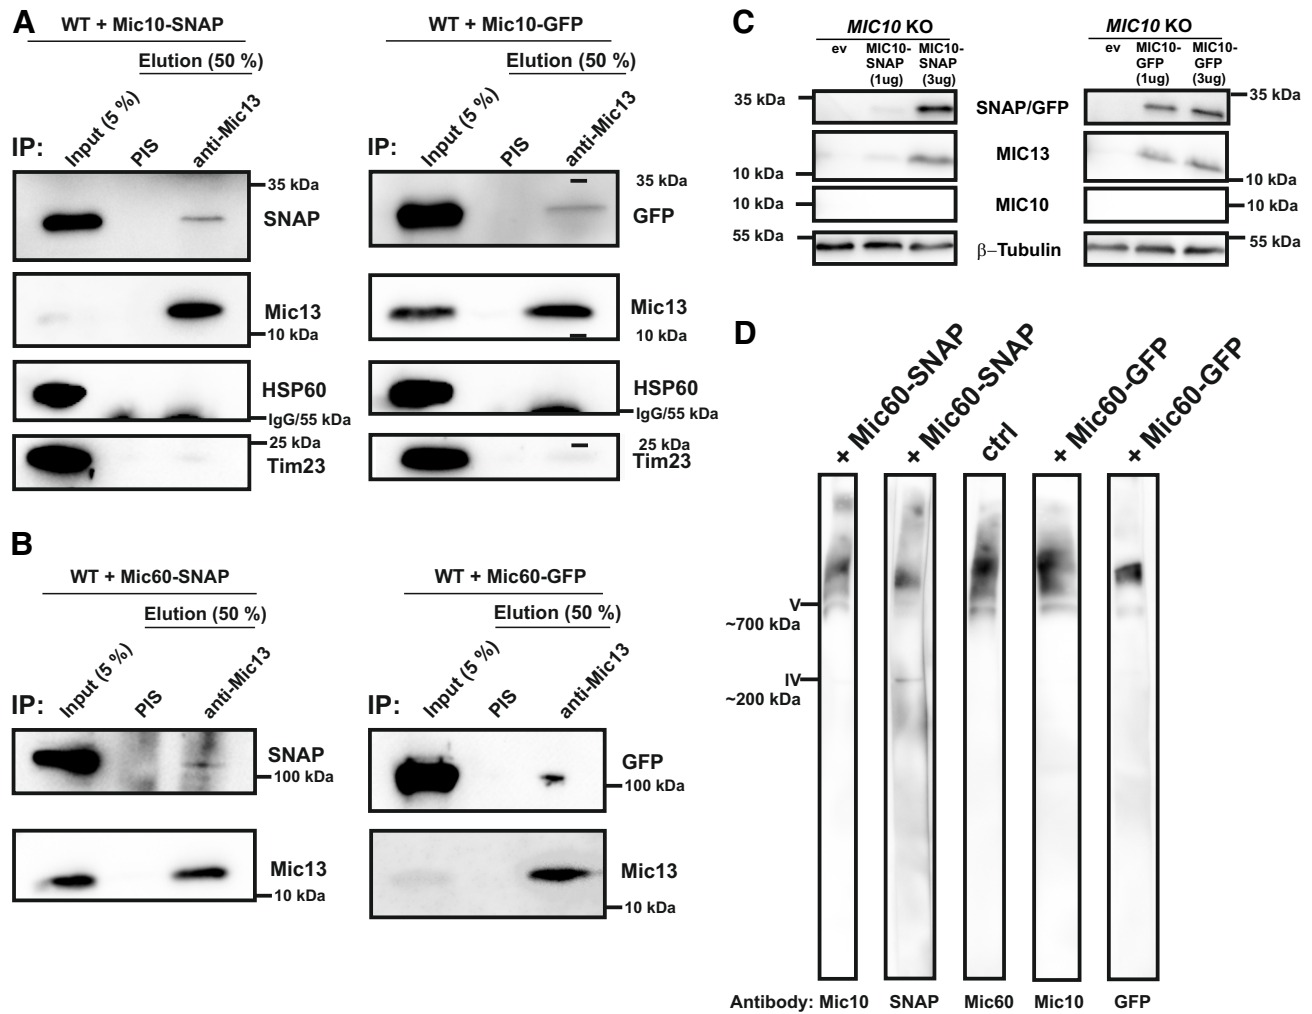 A
WT + Mic10-SNAP
Elution (50 %)
IP:
Input (5 %)
PIS
anti-Mic13
35 kDa
SNAP
Mic13
10 kDa
HSP60
IgG/55 kDa
25 kDa
Tim23
WT + Mic10-GFP
Elution (50 %)
IP:
Input (5 %)
PIS
anti-Mic13
35 kDa
GFP
Mic13
10 kDa
HSP60
IgG/55 kDa
25 kDa
Tim23
B
WT + Mic60-SNAP
Elution (50 %)
IP:
Input (5 %)
PIS
anti-Mic13
SNAP
100 kDa
Mic13
10 kDa
WT + Mic60-GFP
Elution (50 %)
IP:
Input (5 %)
PIS
anti-Mic13
GFP
100 kDa
Mic13
10 kDa
C
MIC10 KO
ev
MIC10-
SNAP
(1ug)
MIC10-
SNAP
(3ug)
MIC10 KO
ev
MIC10-
GFP
(1ug)
MIC10-
GFP
(3ug)
35 kDa
SNAP/GFP
35 kDa
MIC13
10 kDa
10 kDa
10 kDa
MIC10
10 kDa
55 kDa
β–Tubulin
55 kDa
D
+ Mic60-SNAP
+ Mic60-SNAP
ctrl
+ Mic60-GFP
+ Mic60-GFP
V
~700 kDa
IV
~200 kDa
Antibody: Mic10 SNAP Mic60 Mic10 GFP